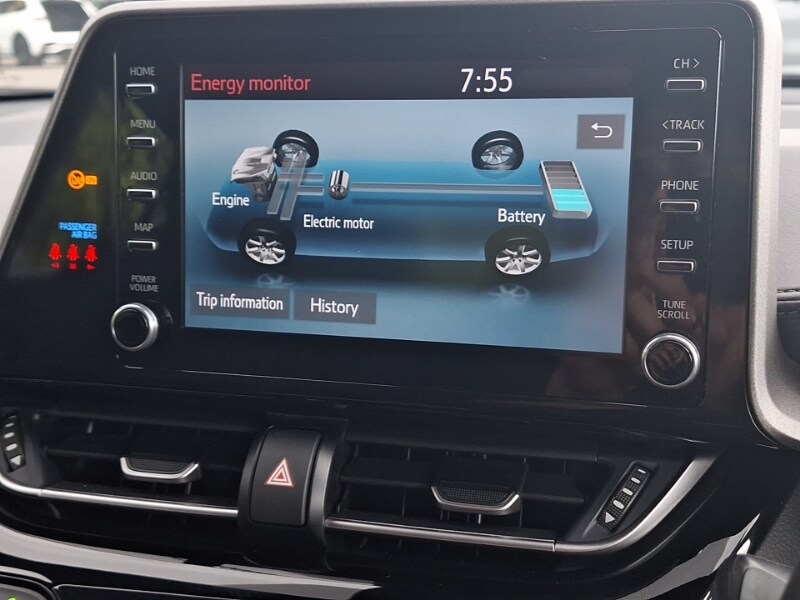 Energy monitor 7:55
Engine
Electric motor
Battery
Trip information
History
HOME
MENU
AUDIO
MAP
POWER
VOLUME
CH >
<TRACK
PHONE
SETUP
TUNE
SCROLL
PASSENGER
AIR BAG